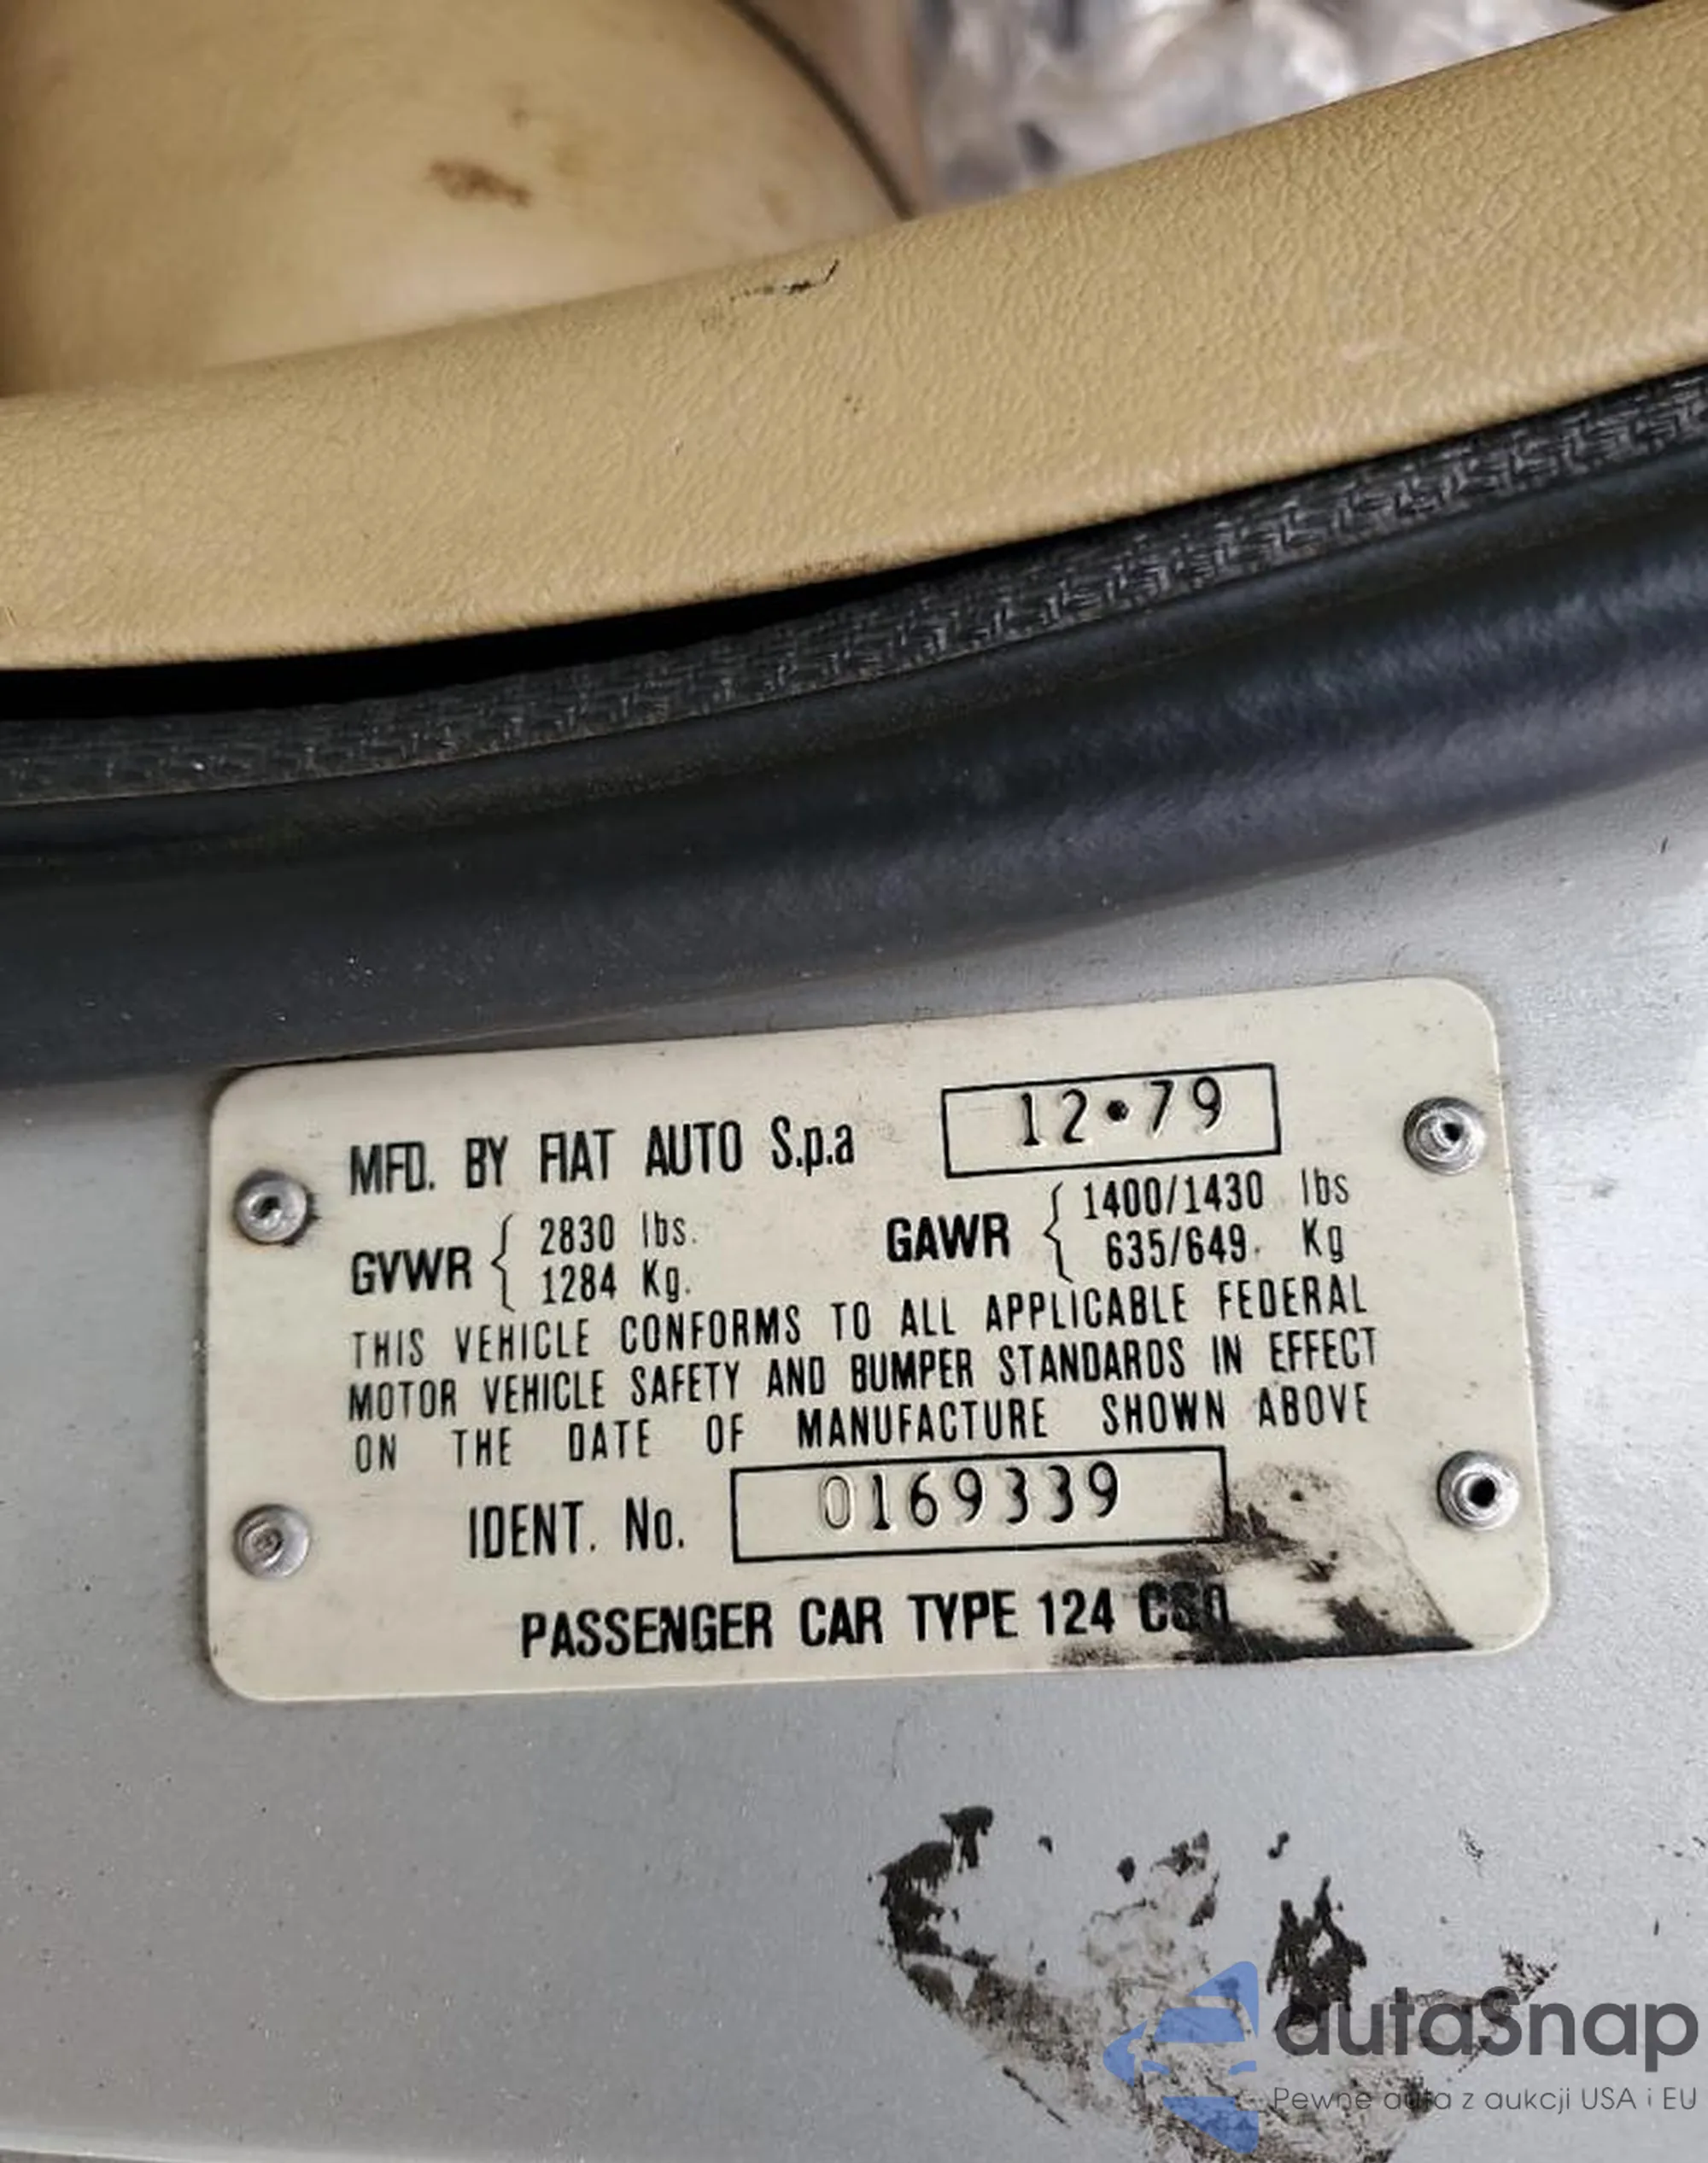 MFD. BY FIAT AUTO S.p.a 12•79
GVWR { 2830 lbs. 1284 Kg. GAWR { 1400/1430 lbs 635/649. Kg
THIS VEHICLE CONFORMS TO ALL APPLICABLE FEDERAL
MOTOR VEHICLE SAFETY AND BUMPER STANDARDS IN EFFECT
ON THE DATE OF MANUFACTURE SHOWN ABOVE
IDENT. No. 0169339
PASSENGER CAR TYPE 124 CS0
autaSnap
Pewne auta z aukcji USA i EU